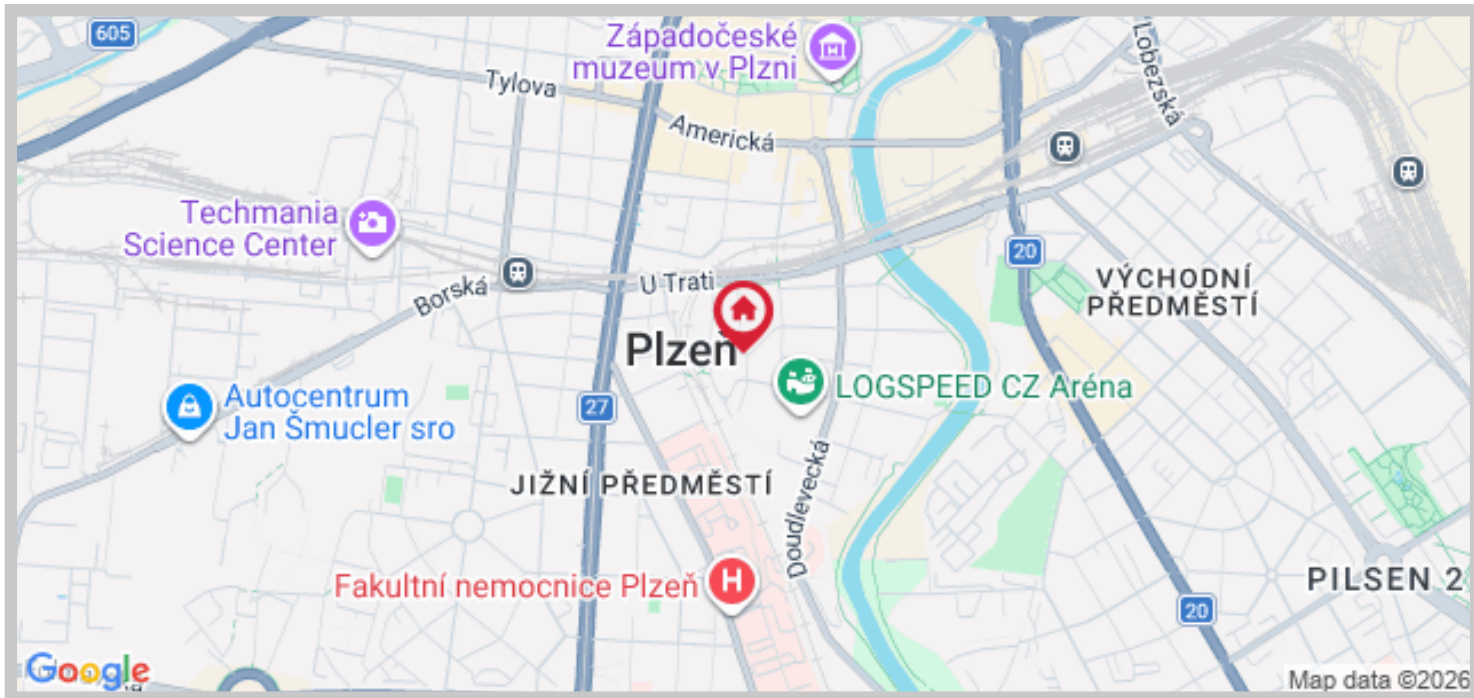 605
Západočeské
muzeum v Plzni
Lobezská
Tylova
Americká
Techmania
Science Center
20
VÝCHODNÍ
PŘEDMĚSTÍ
U Trati
Borská
Plzeň
LOGSPEED CZ Aréna
Autocentrum
Jan Šmucler sro
27
JIŽNÍ PŘEDMĚSTÍ
Doudlevecká
Fakultní nemocnice Plzeň
H
PILSEN 2
20
Google
Map data ©2026